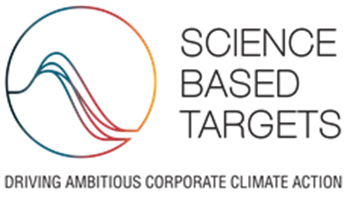 SCIENCE
BASED
TARGETS
DRIVING AMBITIOUS CORPORATE CLIMATE ACTION